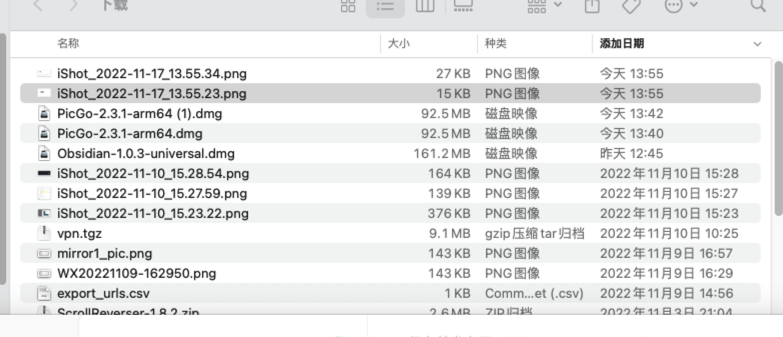 下载
名称 大小 种类 添加日期
iShot_2022-11-17_13.55.34.png 27 KB PNG图像 今天 13:55
iShot_2022-11-17_13.55.23.png 15 KB PNG图像 今天 13:55
PicGo-2.3.1-arm64 (1).dmg 92.5 MB 磁盘映像 今天 13:42
PicGo-2.3.1-arm64.dmg 92.5 MB 磁盘映像 今天 13:40
Obsidian-1.0.3-universal.dmg 161.2 MB 磁盘映像 昨天 12:45
iShot_2022-11-10_15.28.54.png 164 KB PNG图像 2022年11月10日 15:28
iShot_2022-11-10_15.27.59.png 139 KB PNG图像 2022年11月10日 15:27
iShot_2022-11-10_15.23.22.png 376 KB PNG图像 2022年11月10日 15:23
vpn.tgz 9.1 MB gzip压缩tar归档 2022年11月10日 10:25
mirror1_pic.png 143 KB PNG图像 2022年11月9日 16:57
WX20221109-162950.png 143 KB PNG图像 2022年11月9日 16:29
export_urls.csv 1 KB Comm...et (.csv) 2022年11月9日 14:56
ScrollReverser-1.8.2.zip 2.6 MB ZIP归档 2022年11月3日 21:04